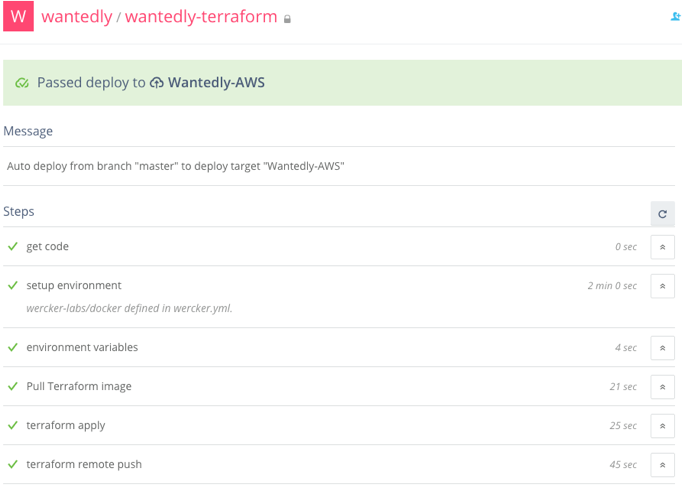 W wantedly / wantedly-terraform
Passed deploy to Wantedly-AWS
Message
Auto deploy from branch "master" to deploy target "Wantedly-AWS"
Steps
get code 0 sec
setup environment 2 min 0 sec
wercker-labs/docker defined in wercker.yml.
environment variables 4 sec
Pull Terraform image 21 sec
terraform apply 25 sec
terraform remote push 45 sec